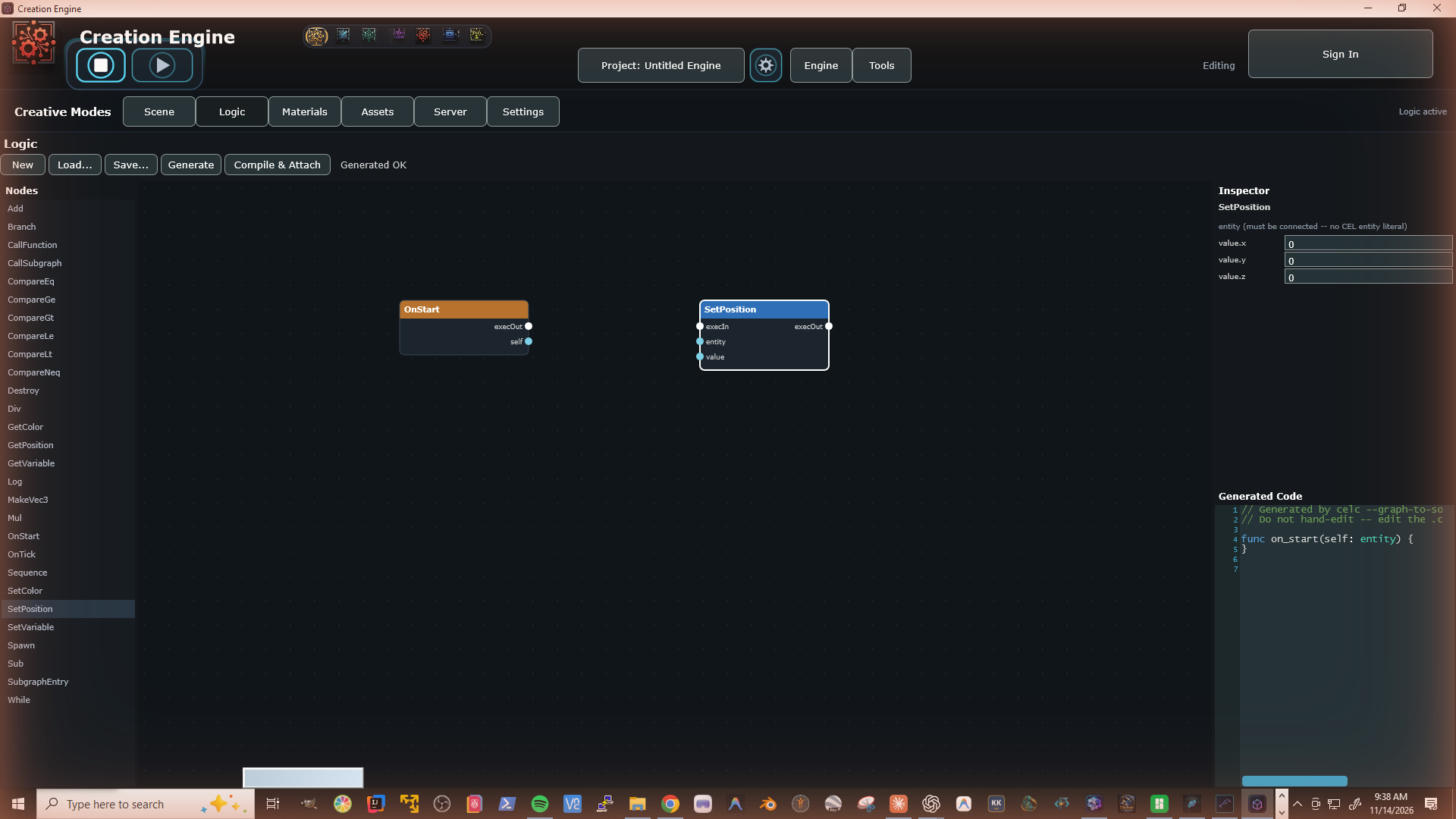 Creation Engine
Creation Engine
Project: Untitled Engine
Engine
Tools
Editing
Sign In
Creative Modes
Scene
Logic
Materials
Assets
Server
Settings
Logic active
Logic
New
Load...
Save...
Generate
Compile & Attach
Generated OK
Nodes
Add
Branch
CallFunction
CallSubgraph
CompareEq
CompareGe
CompareGt
CompareLe
CompareLt
CompareNeq
Destroy
Div
GetColor
GetPosition
GetVariable
Log
MakeVec3
Mul
OnStart
OnTick
Sequence
SetColor
SetPosition
SetVariable
Spawn
Sub
SubgraphEntry
While
OnStart
execOut
self
SetPosition
execIn execOut
entity
value
Inspector
SetPosition
entity (must be connected -- no CEL entity literal)
value.x 0
value.y 0
value.z 0
Generated Code
1 // Generated by celc --graph-to-so
2 // Do not hand-edit -- edit the .c
3
4 func on_start(self: entity) {
5 }
6
7
Type here to search
9:38 AM
11/14/2026